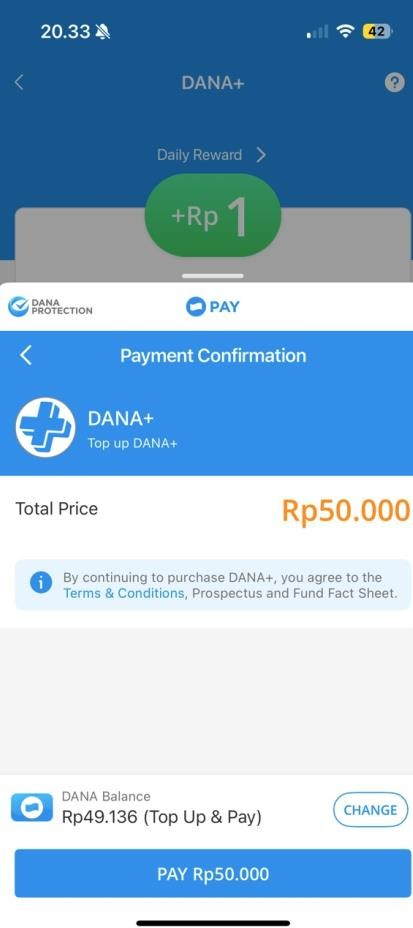 20.33
42
DANA+
?
Daily Reward
+Rp 1
DANA
PROTECTION
PAY
Payment Confirmation
DANA+
Top up DANA+
Total Price
Rp50.000
By continuing to purchase DANA+, you agree to the
Terms & Conditions, Prospectus and Fund Fact Sheet.
DANA Balance
Rp49.136 (Top Up & Pay)
CHANGE
PAY Rp50.000